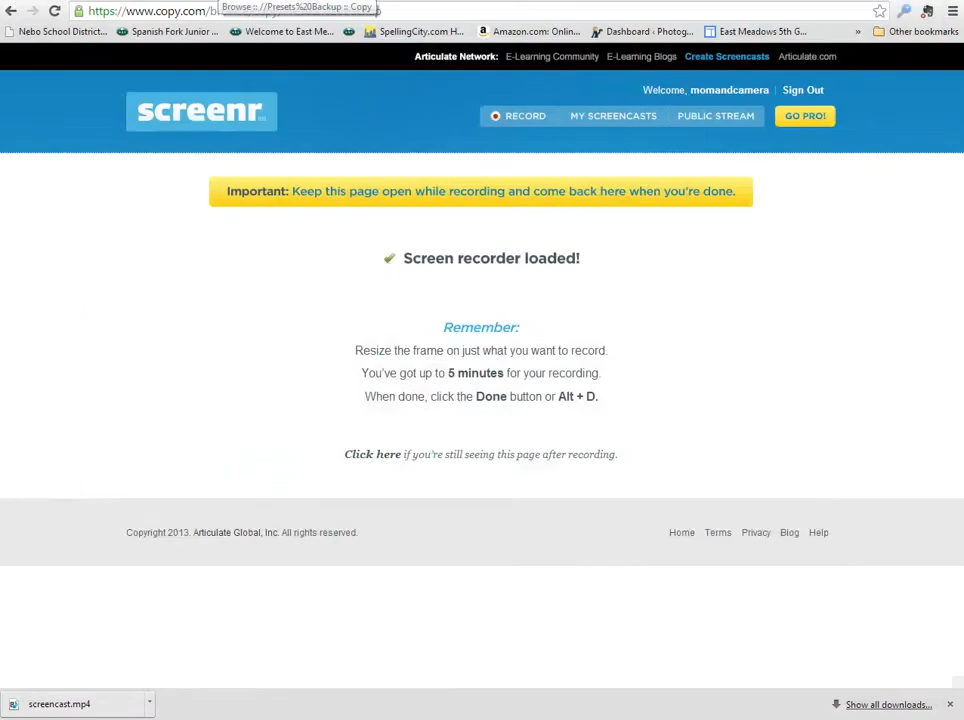 Browse :: //Presets%20Backup :: Copy
https://www.copy.com/
Nebo School District...
Spanish Fork Junior ...
Welcome to East Me...
SpellingCity.com H...
Amazon.com: Onlin...
Dashboard ‹ Photog...
East Meadows 5th G...
»
Other bookmarks
Articulate Network: E-Learning Community E-Learning Blogs Create Screencasts Articulate.com
Welcome, momandcamera | Sign Out
screenr
RECORD MY SCREENCASTS PUBLIC STREAM GO PRO!
Important: Keep this page open while recording and come back here when you're done.
Screen recorder loaded!
Remember:
Resize the frame on just what you want to record.
You've got up to 5 minutes for your recording.
When done, click the Done button or Alt + D.
Click here if you're still seeing this page after recording.
Copyright 2013. Articulate Global, Inc. All rights reserved.
Home Terms Privacy Blog Help
screencast.mp4
Show all downloads...